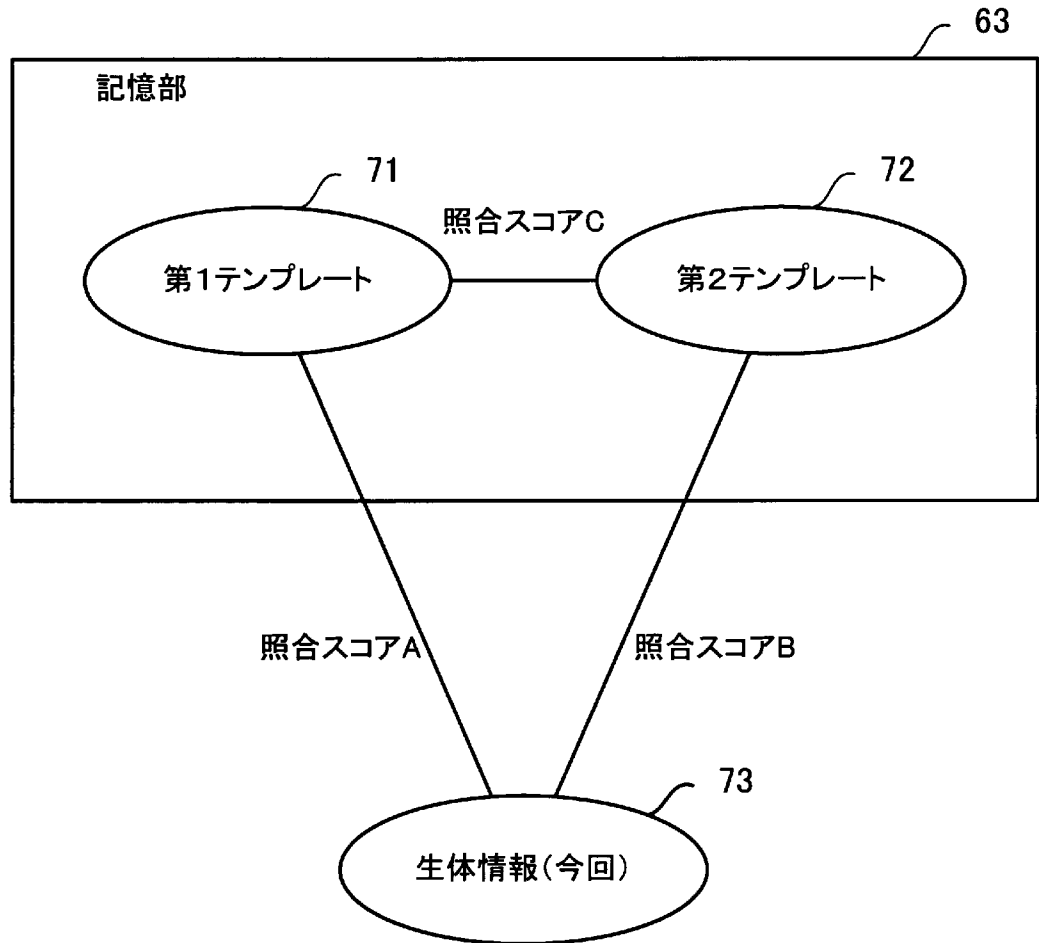 63
記憶部
71
72
照合スコアC
第1テンプレート
第2テンプレート
照合スコアA
照合スコアB
73
生体情報(今回)